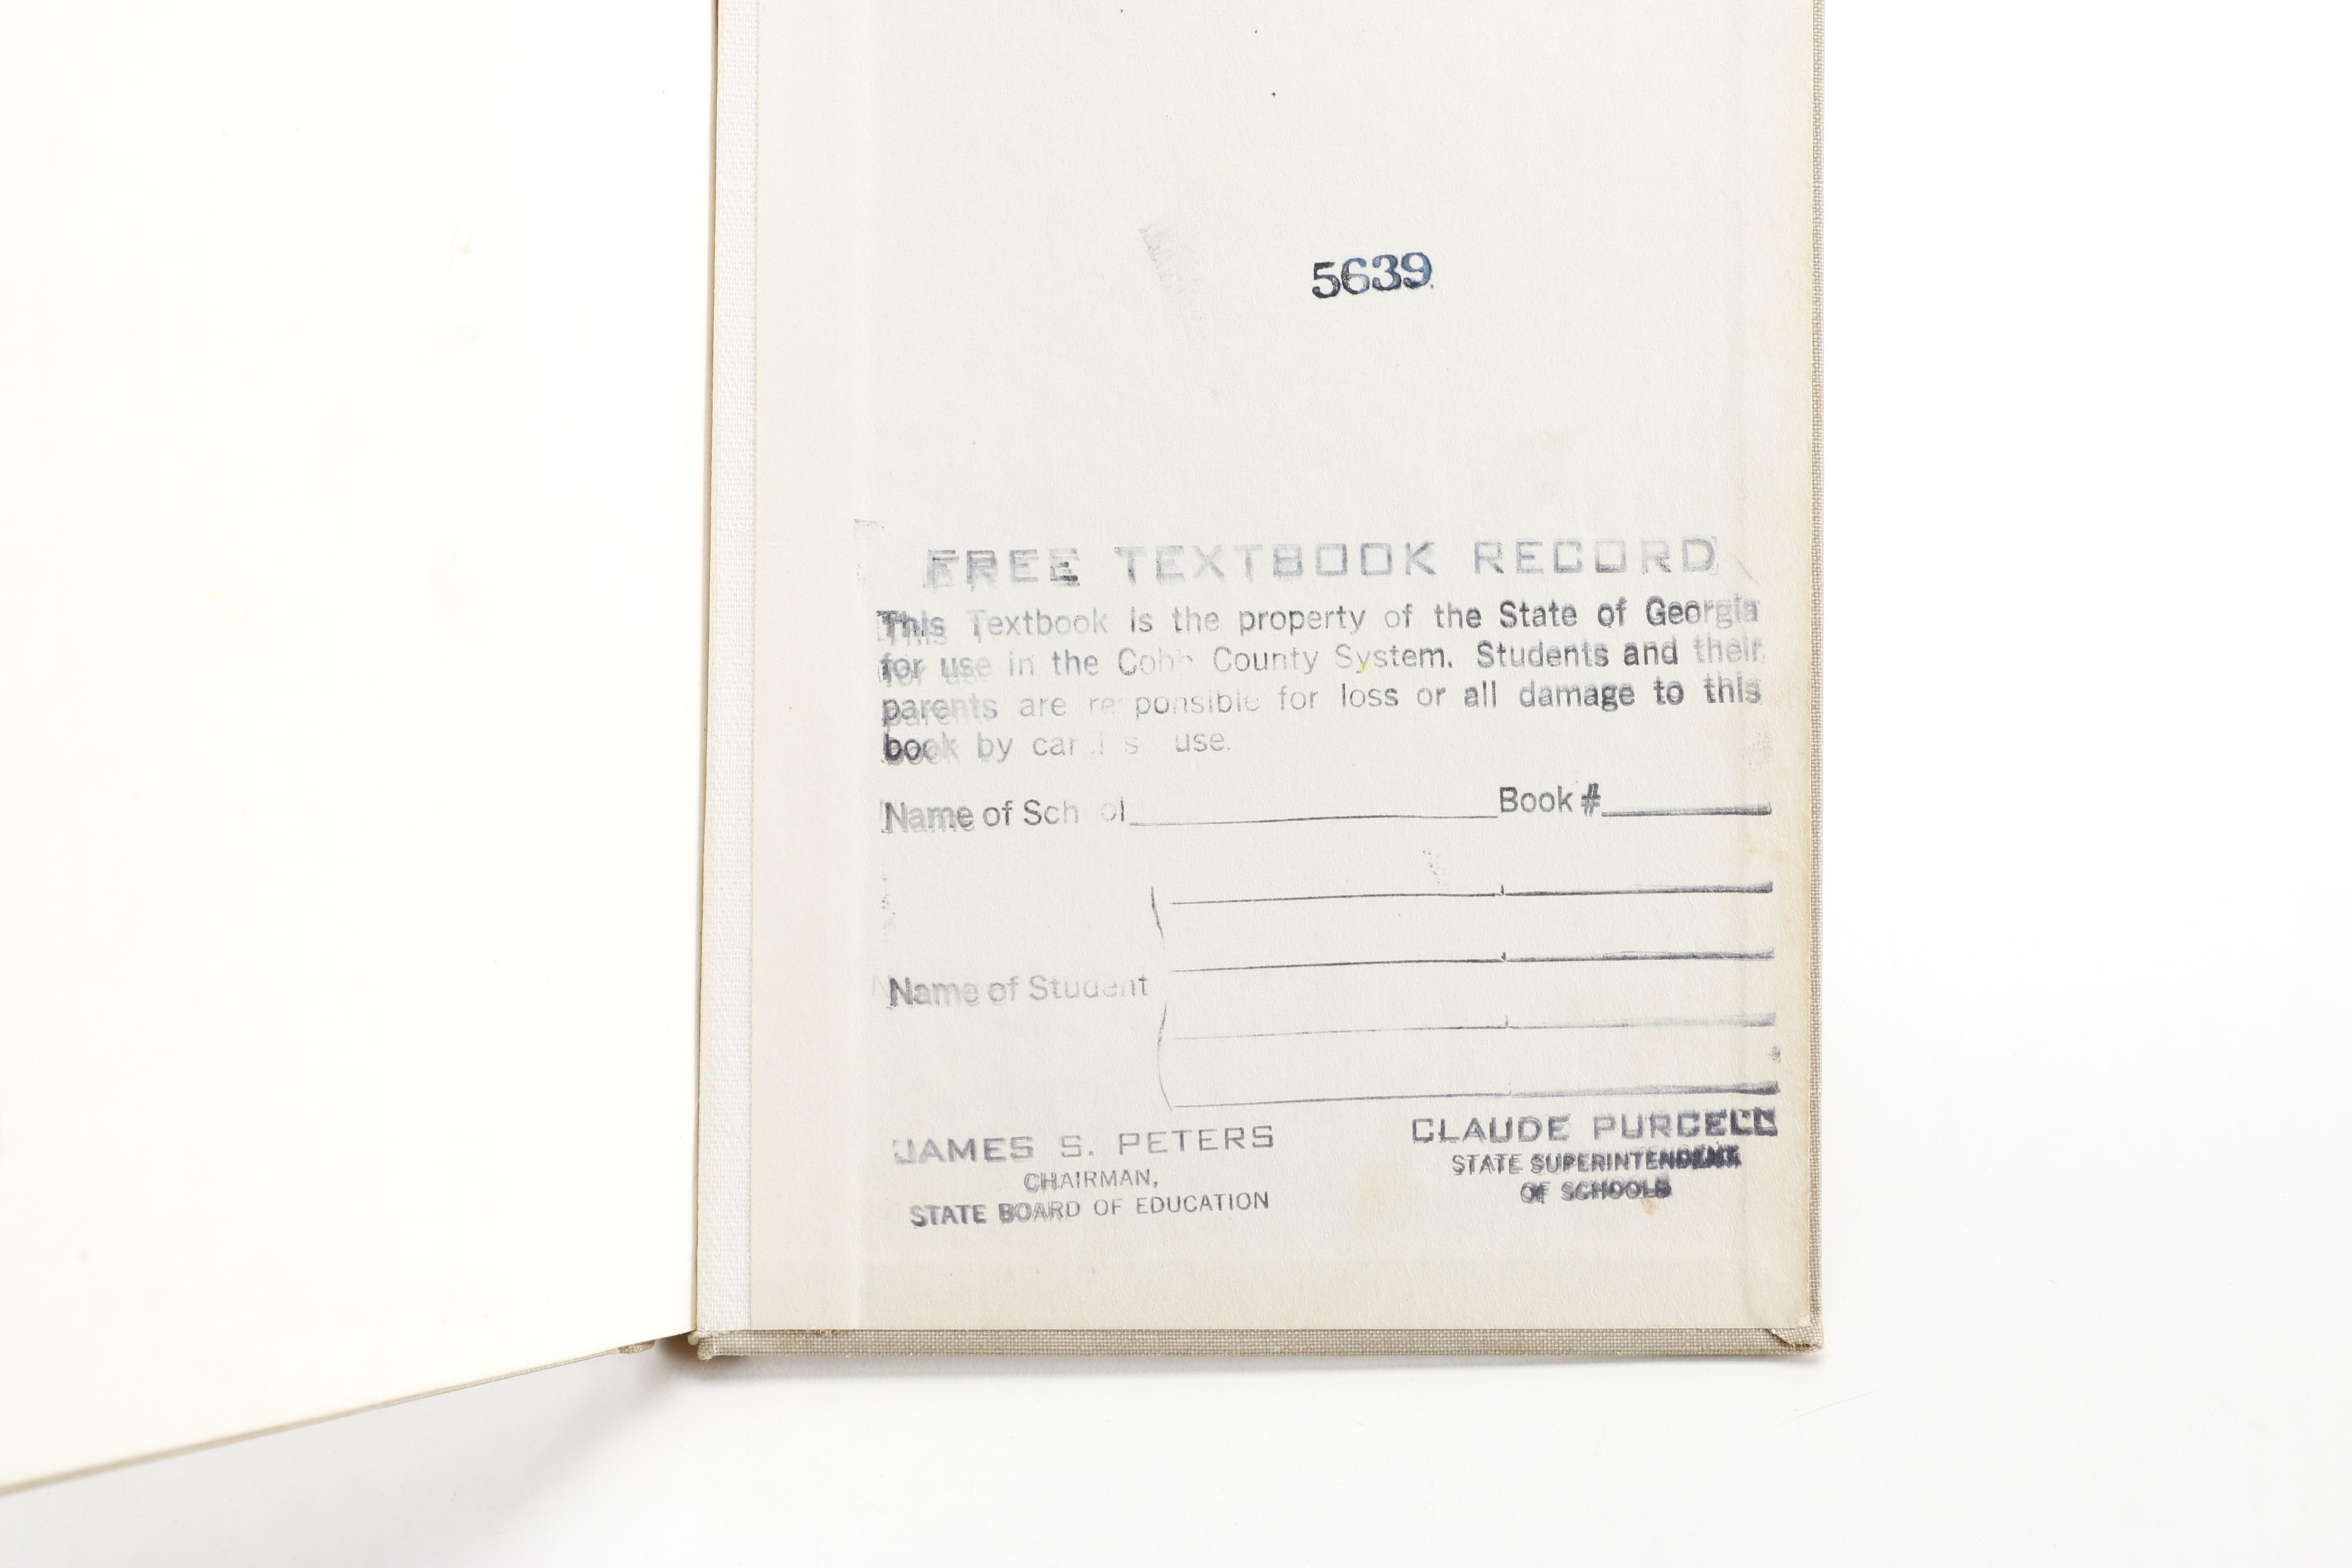 5639
FREE TEXTBOOK RECORD
This Textbook is the property of the State of Georgia
for use in the Cobb County System. Students and their
parents are responsible for loss or all damage to this
book by use.
Name of School Book #
Name of Student
JAMES S. PETERS CLAUDE PURCELL
CHAIRMAN, STATE SUPERINTENDENT
STATE BOARD OF EDUCATION OF SCHOOLS